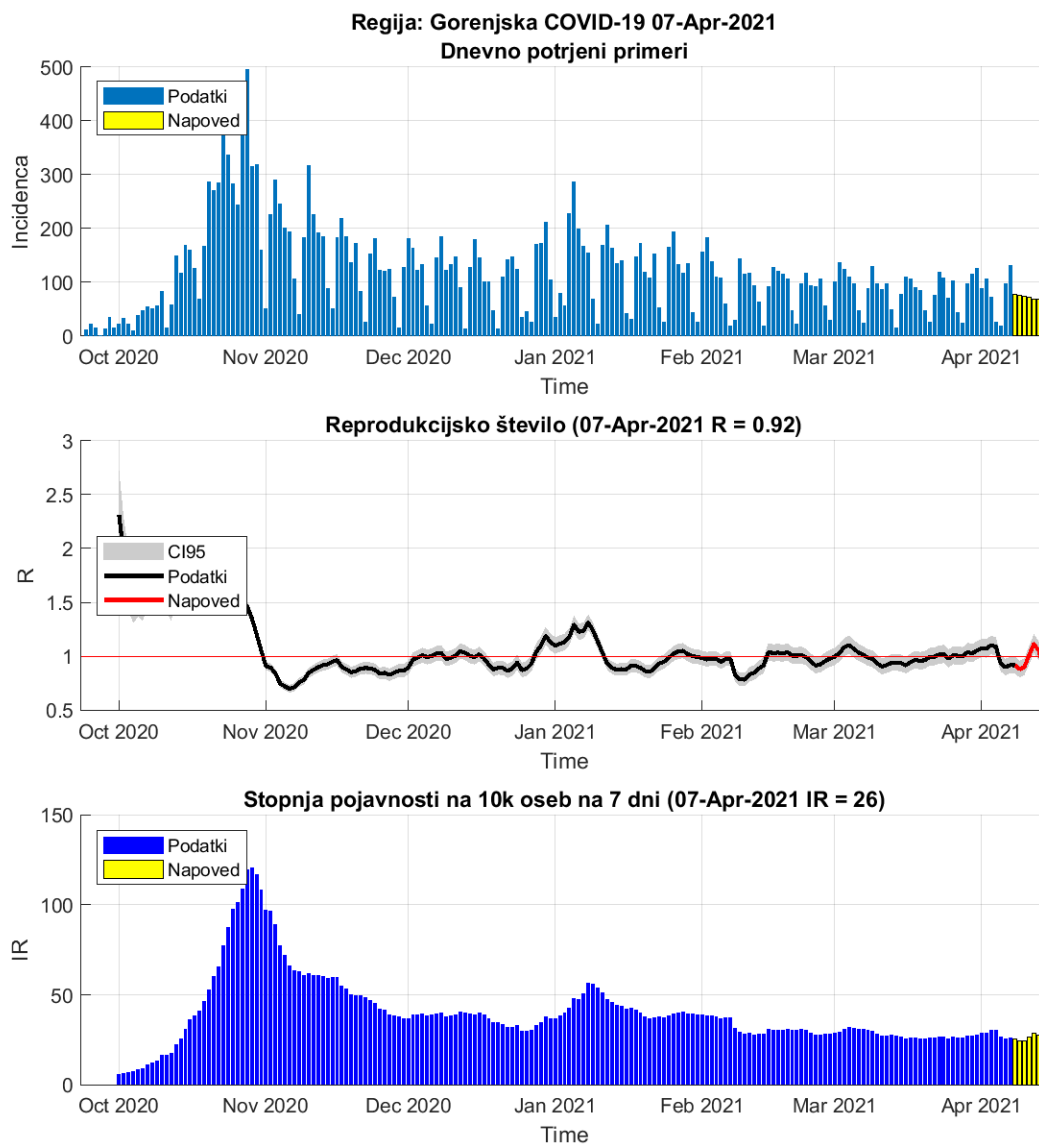 Regija: Gorenjska COVID-19 07-Apr-2021
Dnevno potrjeni primeri
500
400
300
200
100
0
Incidenca
Podatki
Napoved
Oct 2020 Nov 2020 Dec 2020 Jan 2021 Feb 2021 Mar 2021 Apr 2021
Time
Reprodukcijsko število (07-Apr-2021 R = 0.92)
3
2.5
2
1.5
1
0.5
R
CI95
Podatki
Napoved
Oct 2020 Nov 2020 Dec 2020 Jan 2021 Feb 2021 Mar 2021 Apr 2021
Time
Stopnja pojavnosti na 10k oseb na 7 dni (07-Apr-2021 IR = 26)
150
100
50
0
IR
Podatki
Napoved
Oct 2020 Nov 2020 Dec 2020 Jan 2021 Feb 2021 Mar 2021 Apr 2021
Time